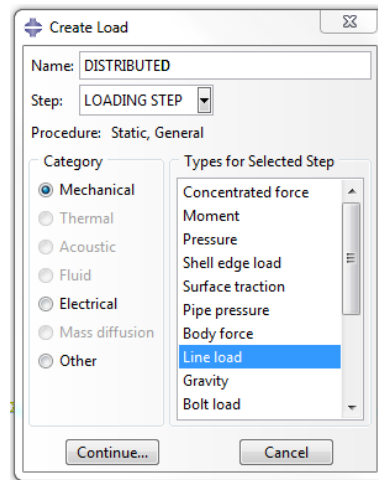 Create Load
Name: DISTRIBUTED
Step: LOADING STEP
Procedure: Static, General
Category
Mechanical
Thermal
Acoustic
Fluid
Electrical
Mass diffusion
Other
Types for Selected Step
Concentrated force
Moment
Pressure
Shell edge load
Surface traction
Pipe pressure
Body force
Line load
Gravity
Bolt load
Continue... Cancel